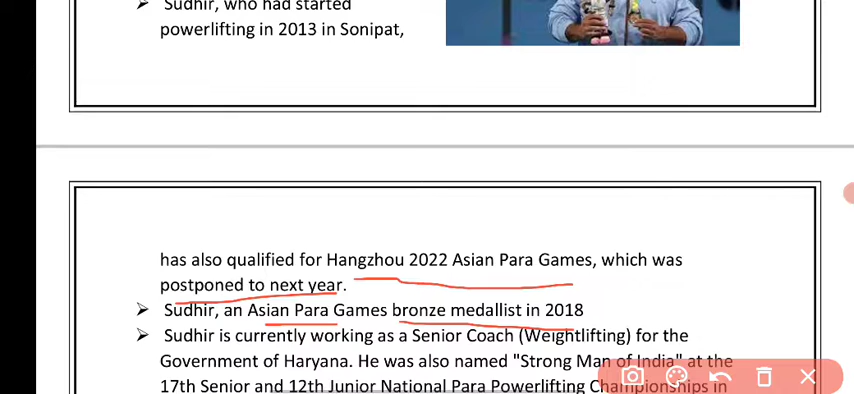 Sudhir, who had started
powerlifting in 2013 in Sonipat,
has also qualified for Hangzhou 2022 Asian Para Games, which was
postponed to next year.
Sudhir, an Asian Para Games bronze medallist in 2018
Sudhir is currently working as a Senior Coach (Weightlifting) for the
Government of Haryana. He was also named "Strong Man of India" at the
17th Senior and 12th Junior National Para Powerlifting Championships in